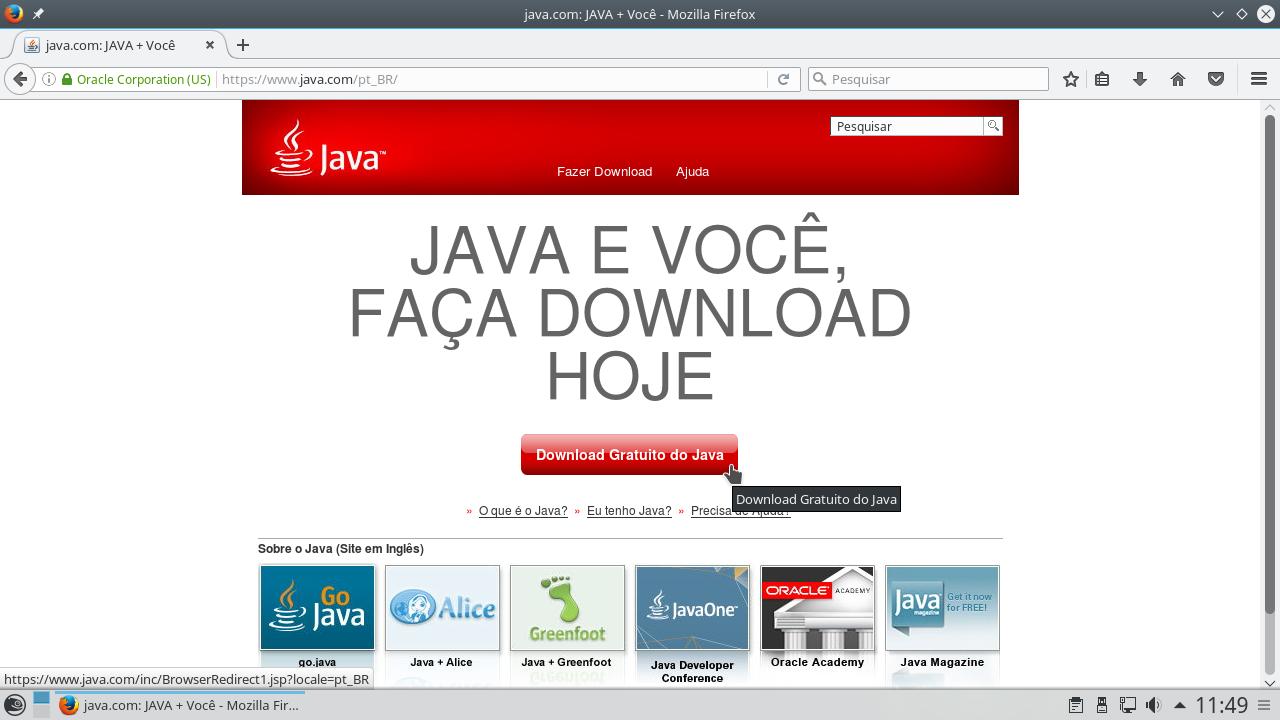 java.com: JAVA + Você - Mozilla Firefox
java.com: JAVA + Você
Oracle Corporation (US)
https://www.java.com/pt_BR/
Pesquisar
Java™
Pesquisar
Fazer Download
Ajuda
JAVA E VOCÊ,
FAÇA DOWNLOAD
HOJE
Download Gratuito do Java
Download Gratuito do Java
» O que é o Java? » Eu tenho Java? » Precisa de Ajuda?
Sobre o Java (Site em Inglês)
Go
Java
Alice
Greenfoot
JavaOne™
ORACLE ACADEMY
Java
magazine
Get it now
for FREE!
go.java
Java + Alice
Java + Greenfoot
Java Developer
Conference
Oracle Academy
Java Magazine
https://www.java.com/inc/BrowserRedirect1.jsp?locale=pt_BR
java.com: JAVA + Você - Mozilla Fir...
11:49